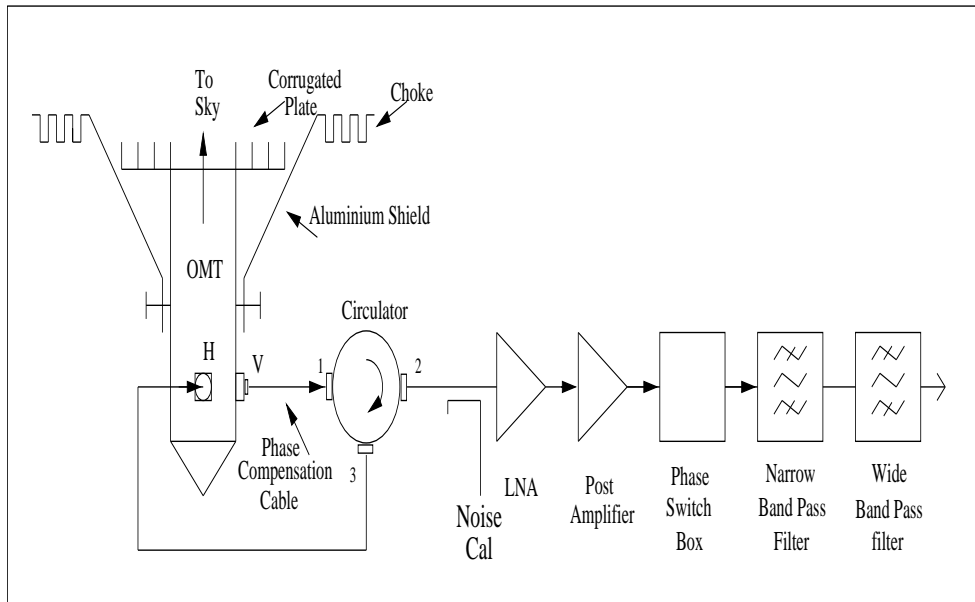 To
Sky
Corrugated
Plate
Choke
Aluminium Shield
OMT
Circulator
H
V
1
2
3
Phase
Compensation
Cable
Noise
Cal
LNA
Post
Amplifier
Phase
Switch
Box
Narrow
Band Pass
Filter
Wide
Band Pass
filter